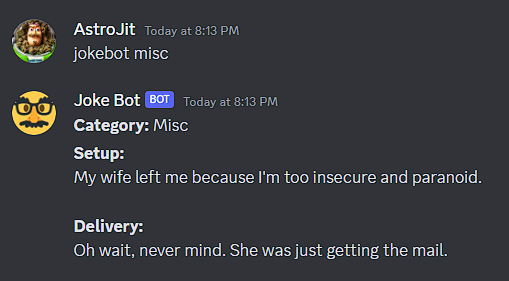 AstroJit Today at 8:13 PM
jokebot misc
Joke Bot BOT Today at 8:13 PM
Category: Misc
Setup:
My wife left me because I'm too insecure and paranoid.
Delivery:
Oh wait, never mind. She was just getting the mail.